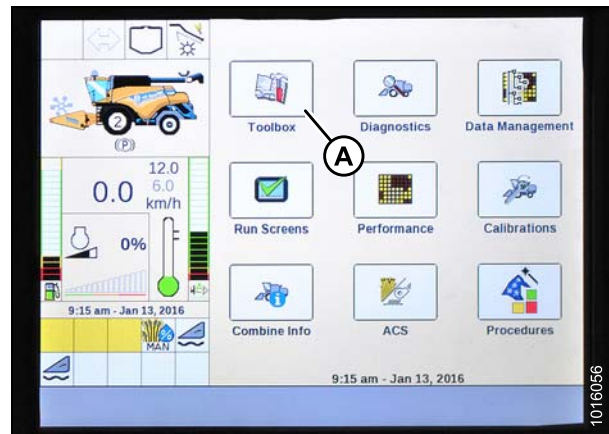 2
(P)
12.0
0.0
6.0
km/h
0%
9:15 am - Jan 13, 2016
MAN
Toolbox
Diagnostics
Data Management
A
Run Screens
Performance
Calibrations
Combine Info
ACS
Procedures
9:15 am - Jan 13, 2016
1016056